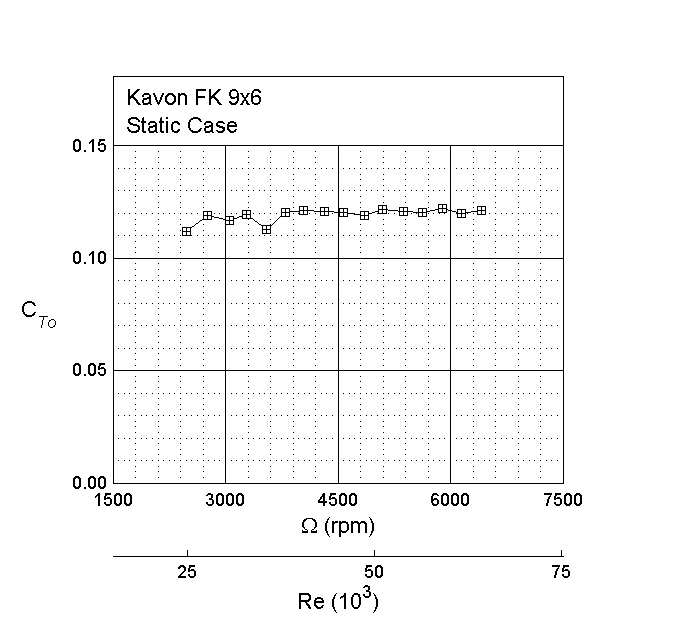 Kavon FK 9x6
Static Case
0.15
0.10
0.05
0.00
C_To
1500 3000 4500 6000 7500
Ω (rpm)
25 50 75
Re (10^3)